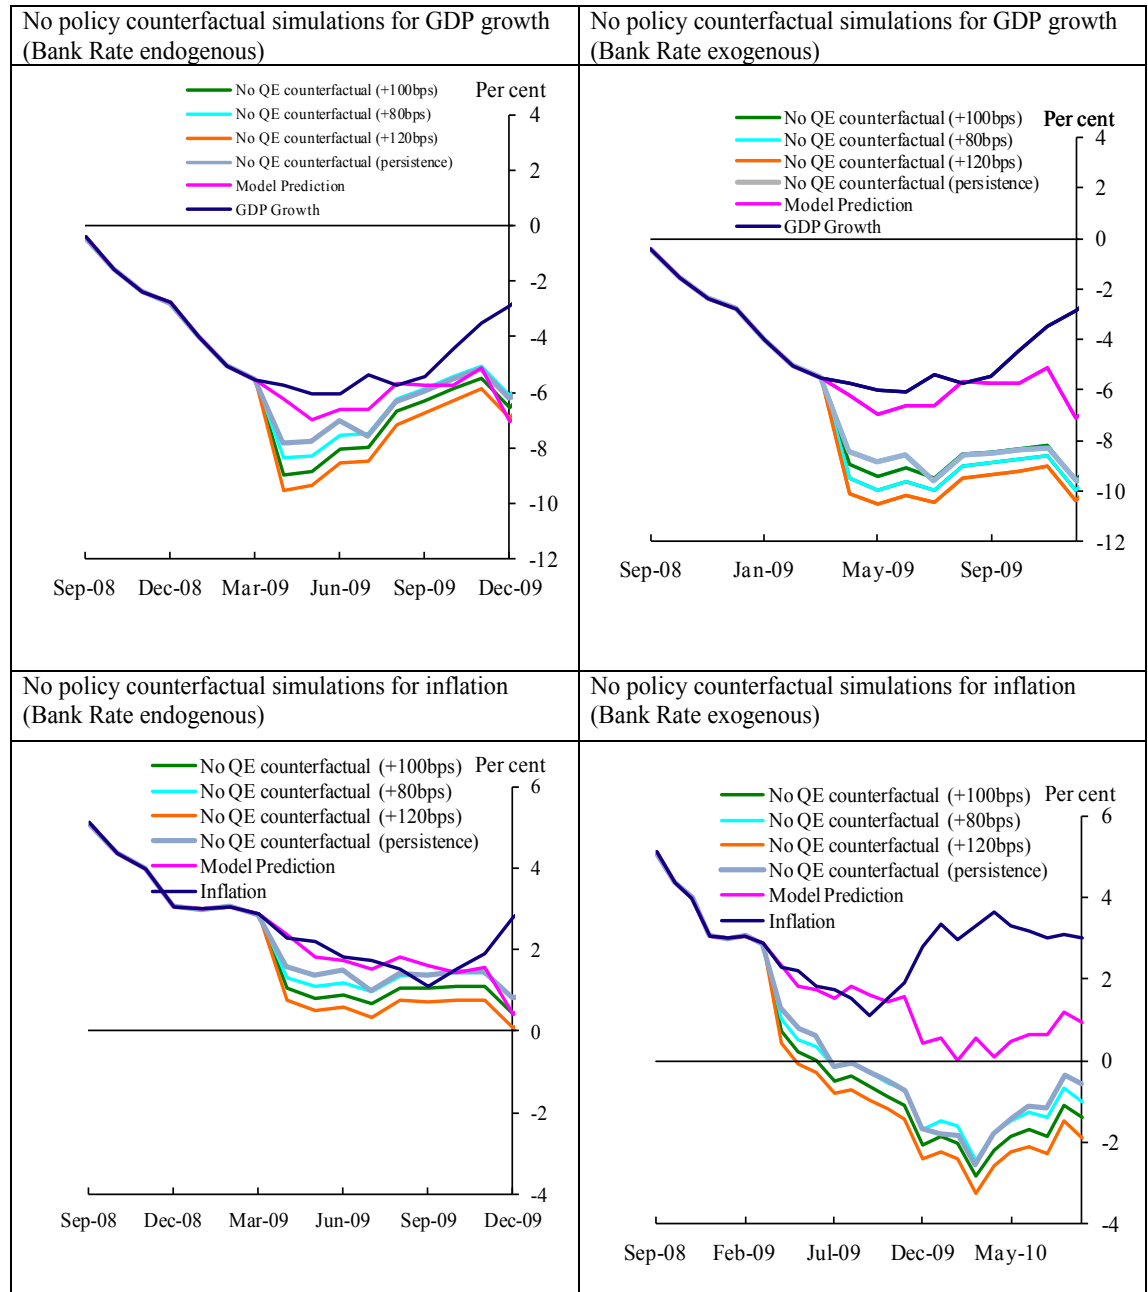 No policy counterfactual simulations for GDP growth
(Bank Rate endogenous)
No QE counterfactual (+100bps)
No QE counterfactual (+80bps)
No QE counterfactual (+120bps)
No QE counterfactual (persistence)
Model Prediction
GDP Growth
Per cent
4
2
0
-2
-4
-6
-8
-10
-12
Sep-08 Dec-08 Mar-09 Jun-09 Sep-09 Dec-09
No policy counterfactual simulations for GDP growth
(Bank Rate exogenous)
No QE counterfactual (+100bps)
No QE counterfactual (+80bps)
No QE counterfactual (+120bps)
No QE counterfactual (persistence)
Model Prediction
GDP Growth
Per cent
4
2
0
-2
-4
-6
-8
-10
-12
Sep-08 Jan-09 May-09 Sep-09
No policy counterfactual simulations for inflation
(Bank Rate endogenous)
No QE counterfactual (+100bps)
No QE counterfactual (+80bps)
No QE counterfactual (+120bps)
No QE counterfactual (persistence)
Model Prediction
Inflation
Per cent
6
4
2
0
-2
-4
Sep-08 Dec-08 Mar-09 Jun-09 Sep-09 Dec-09
No policy counterfactual simulations for inflation
(Bank Rate exogenous)
No QE counterfactual (+100bps)
No QE counterfactual (+80bps)
No QE counterfactual (+120bps)
No QE counterfactual (persistence)
Model Prediction
Inflation
Per cent
6
4
2
0
-2
-4
Sep-08 Feb-09 Jul-09 Dec-09 May-10